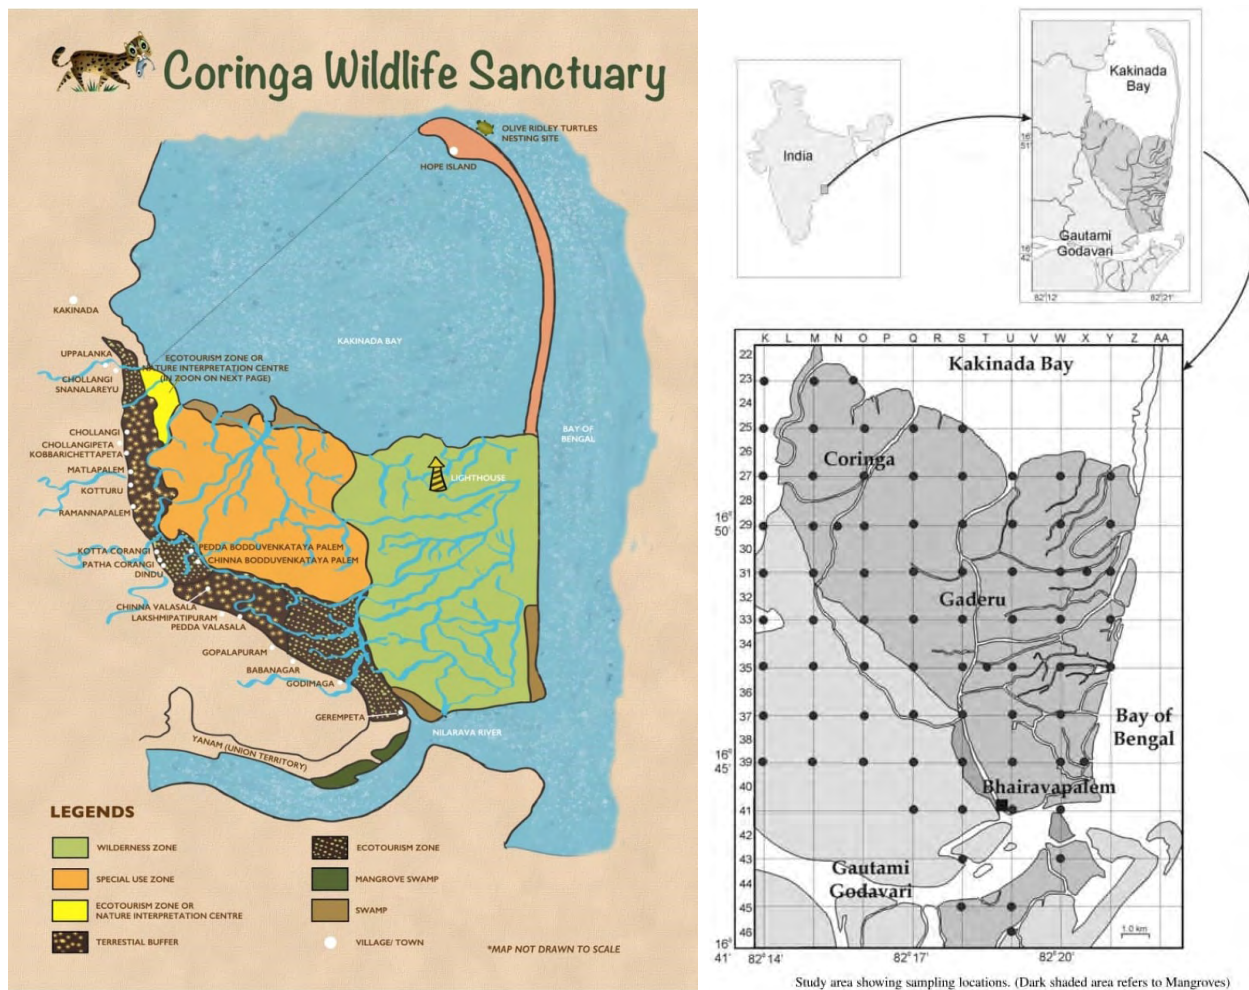 Coringa Wildlife Sanctuary
OLIVE RIDLEY TURTLES
NESTING SITE
HOPE ISLAND
KAKINADA
KAKINADA BAY
UPPALANKA
ECOTOURISM ZONE OR
NATURE INTERPRETATION CENTRE
(IN ZOON ON NEXT PAGE)
CHOLLANGI
SNANALAREYU
CHOLLANGI
CHOLLANGIPETA
KOBBARICHETTAPETA
MATLAPALEM
KOTTURU
RAMANNAPALEM
BAY OF
BENGAL
LIGHTHOUSE
KOTTA CORANGI
PATHA CORANGI
DINDU
PEDDA BODDUVENKATAYA PALEM
CHINNA BODDUVENKATAYA PALEM
CHINNA VALASALA
LAKSHMIPATIPURAM
PEDDA VALASALA
GOPALAPURAM
BABANAGAR
GODIMAGA
GEREMPETA
NILARAVA RIVER
YANAM (UNION TERRITORY)
LEGENDS
WILDERNESS ZONE
SPECIAL USE ZONE
ECOTOURISM ZONE OR
NATURE INTERPRETATION CENTRE
TERRESTIAL BUFFER
ECOTOURISM ZONE
MANGROVE SWAMP
SWAMP
VILLAGE/ TOWN
*MAP NOT DRAWN TO SCALE
India
Kakinada
Bay
Gautami
Godavari
82°12'
82°21'
K L M N O P Q R S T U V W X Y Z AA
22
23
24
25
26
27
28
29
30
31
32
33
34
35
36
37
38
39
40
41
42
43
44
45
46
16°
50'
16°
45'
16°
41'
82°14'
82°17'
82°20'
Kakinada Bay
Coringa
Gaderu
Bay of
Bengal
Bhairavapalem
Gautami
Godavari
1.0 km
Study area showing sampling locations. (Dark shaded area refers to Mangroves)